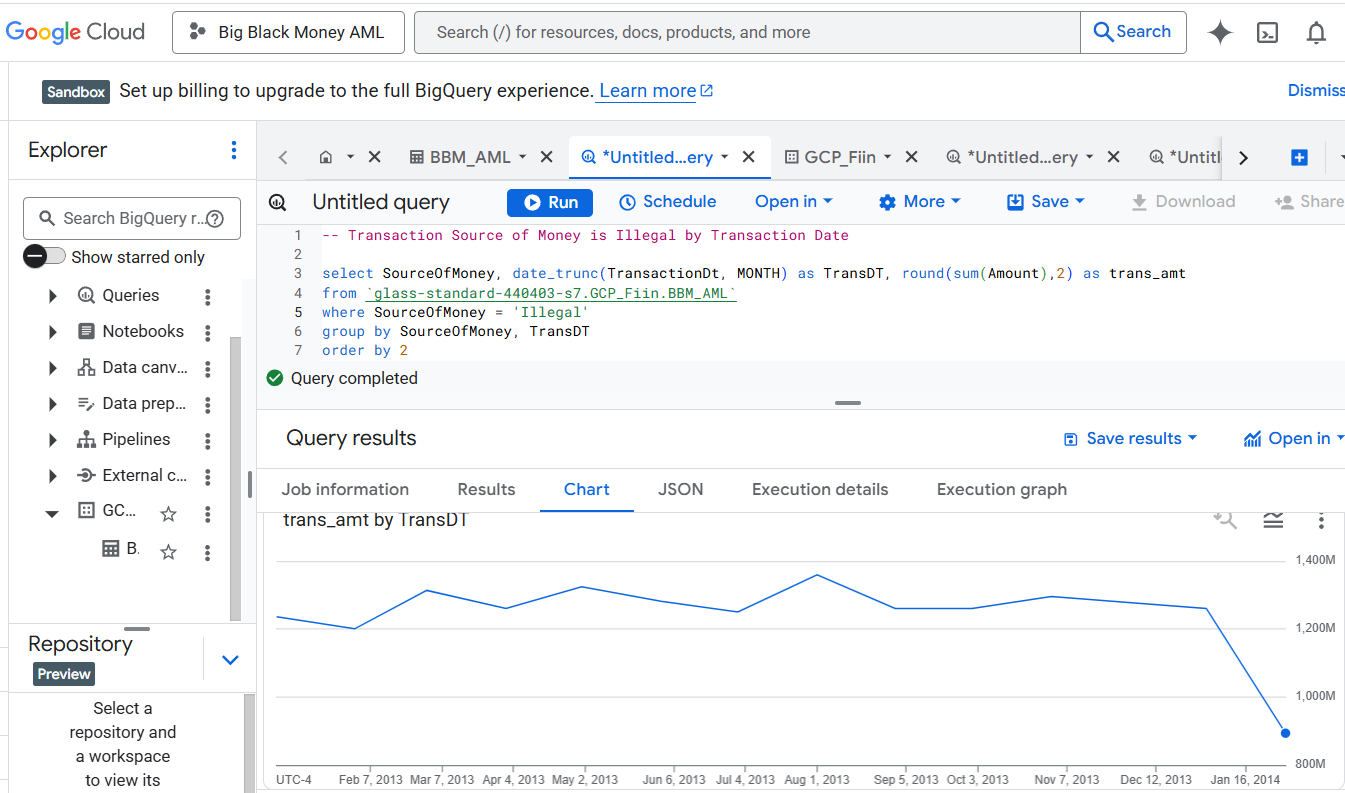 Google Cloud
Big Black Money AML
Search (/) for resources, docs, products, and more
Search
Sandbox
Set up billing to upgrade to the full BigQuery experience. Learn more
Dismiss
Explorer
BBM_AML
*Untitled...ery
GCP_Fiin
*Untitled...ery
*Untitl
Untitled query
Run
Schedule
Open in
More
Save
Download
Share
Search BigQuery r...
Show starred only
Queries
Notebooks
Data canv...
Data prep...
Pipelines
External c...
GC...
B.
1 -- Transaction Source of Money is Illegal by Transaction Date
2
3 select SourceOfMoney, date_trunc(TransactionDt, MONTH) as TransDT, round(sum(Amount),2) as trans_amt
4 from `glass-standard-440403-s7.GCP_Fiin.BBM_AML`
5 where SourceOfMoney = 'Illegal'
6 group by SourceOfMoney, TransDT
7 order by 2
Query completed
Query results
Save results
Open in
Job information
Results
Chart
JSON
Execution details
Execution graph
trans_amt by TransDT
1,400M
1,200M
1,000M
800M
UTC-4
Feb 7, 2013
Mar 7, 2013
Apr 4, 2013
May 2, 2013
Jun 6, 2013
Jul 4, 2013
Aug 1, 2013
Sep 5, 2013
Oct 3, 2013
Nov 7, 2013
Dec 12, 2013
Jan 16, 2014
Repository
Preview
Select a
repository and
a workspace
to view its